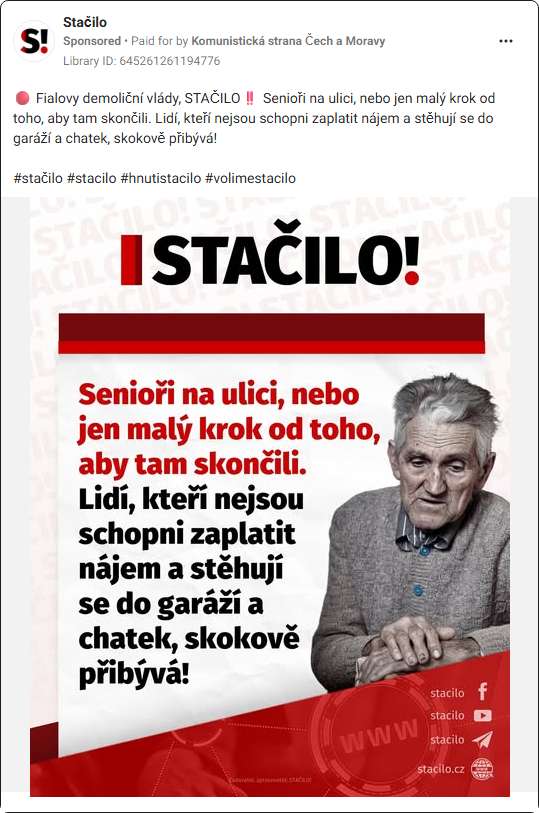 S!
Stačilo
Sponsored • Paid for by Komunistická strana Čech a Moravy
Library ID: 645261261194776
Fialovy demoliční vlády, STAČILO‼️ Senioři na ulici, nebo jen malý krok od
toho, aby tam skončili. Lidí, kteří nejsou schopni zaplatit nájem a stěhují se do
garáží a chatek, skokově přibývá!
#stačilo #stacilo #hnutistacilo #volimestacilo
STAČILO!
Senioři na ulici, nebo
jen malý krok od toho,
aby tam skončili.
Lidí, kteří nejsou
schopni zaplatit
nájem a stěhují
se do garáží a
chatek, skokově
přibývá!
stacilo
stacilo
stacilo
stacilo.cz
WWW
Zadavatel, zpracovatel, STAČILO!